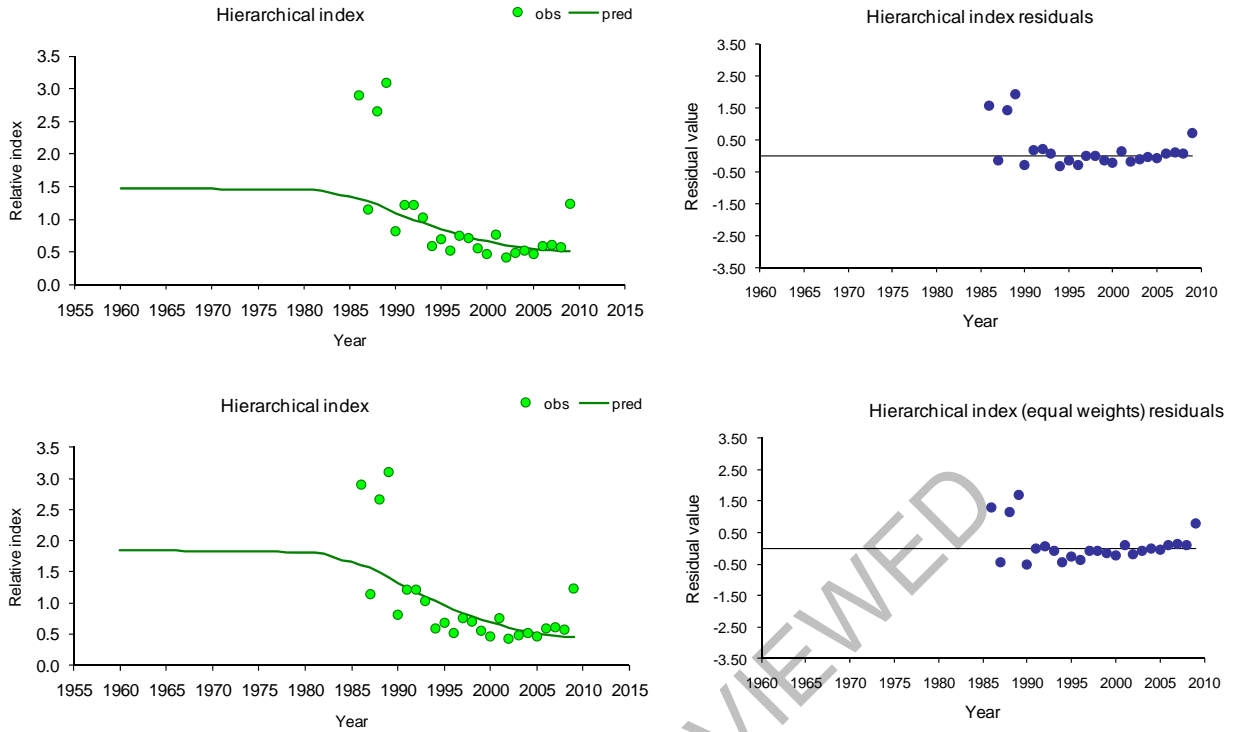 Hierarchical index
obs pred
Relative index
3.5
3.0
2.5
2.0
1.5
1.0
0.5
0.0
1955 1960 1965 1970 1975 1980 1985 1990 1995 2000 2005 2010 2015
Year
Hierarchical index residuals
Residual value
3.50
2.50
1.50
0.50
-0.50
-1.50
-2.50
-3.50
1960 1965 1970 1975 1980 1985 1990 1995 2000 2005 2010
Year
Hierarchical index
obs pred
Relative index
3.5
3.0
2.5
2.0
1.5
1.0
0.5
0.0
1955 1960 1965 1970 1975 1980 1985 1990 1995 2000 2005 2010 2015
Year
Hierarchical index (equal weights) residuals
Residual value
3.50
2.50
1.50
0.50
-0.50
-1.50
-2.50
-3.50
1960 1965 1970 1975 1980 1985 1990 1995 2000 2005 2010
Year
VIEWED